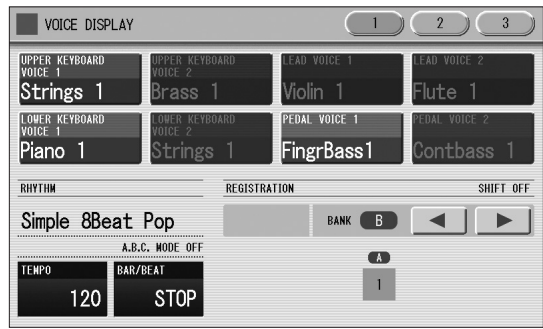 VOICE DISPLAY
1
2
3
UPPER KEYBOARD
VOICE 1
Strings 1
UPPER KEYBOARD
VOICE 2
Brass 1
LEAD VOICE 1
Violin 1
LEAD VOICE 2
Flute 1
LOWER KEYBOARD
VOICE 1
Piano 1
LOWER KEYBOARD
VOICE 2
Strings 1
PEDAL VOICE 1
FingrBass1
PEDAL VOICE 2
Contbass 1
RHYTHM
Simple 8Beat Pop
A.B.C. MODE OFF
TEMPO
120
BAR/BEAT
STOP
REGISTRATION
SHIFT OFF
BANK B
A
1